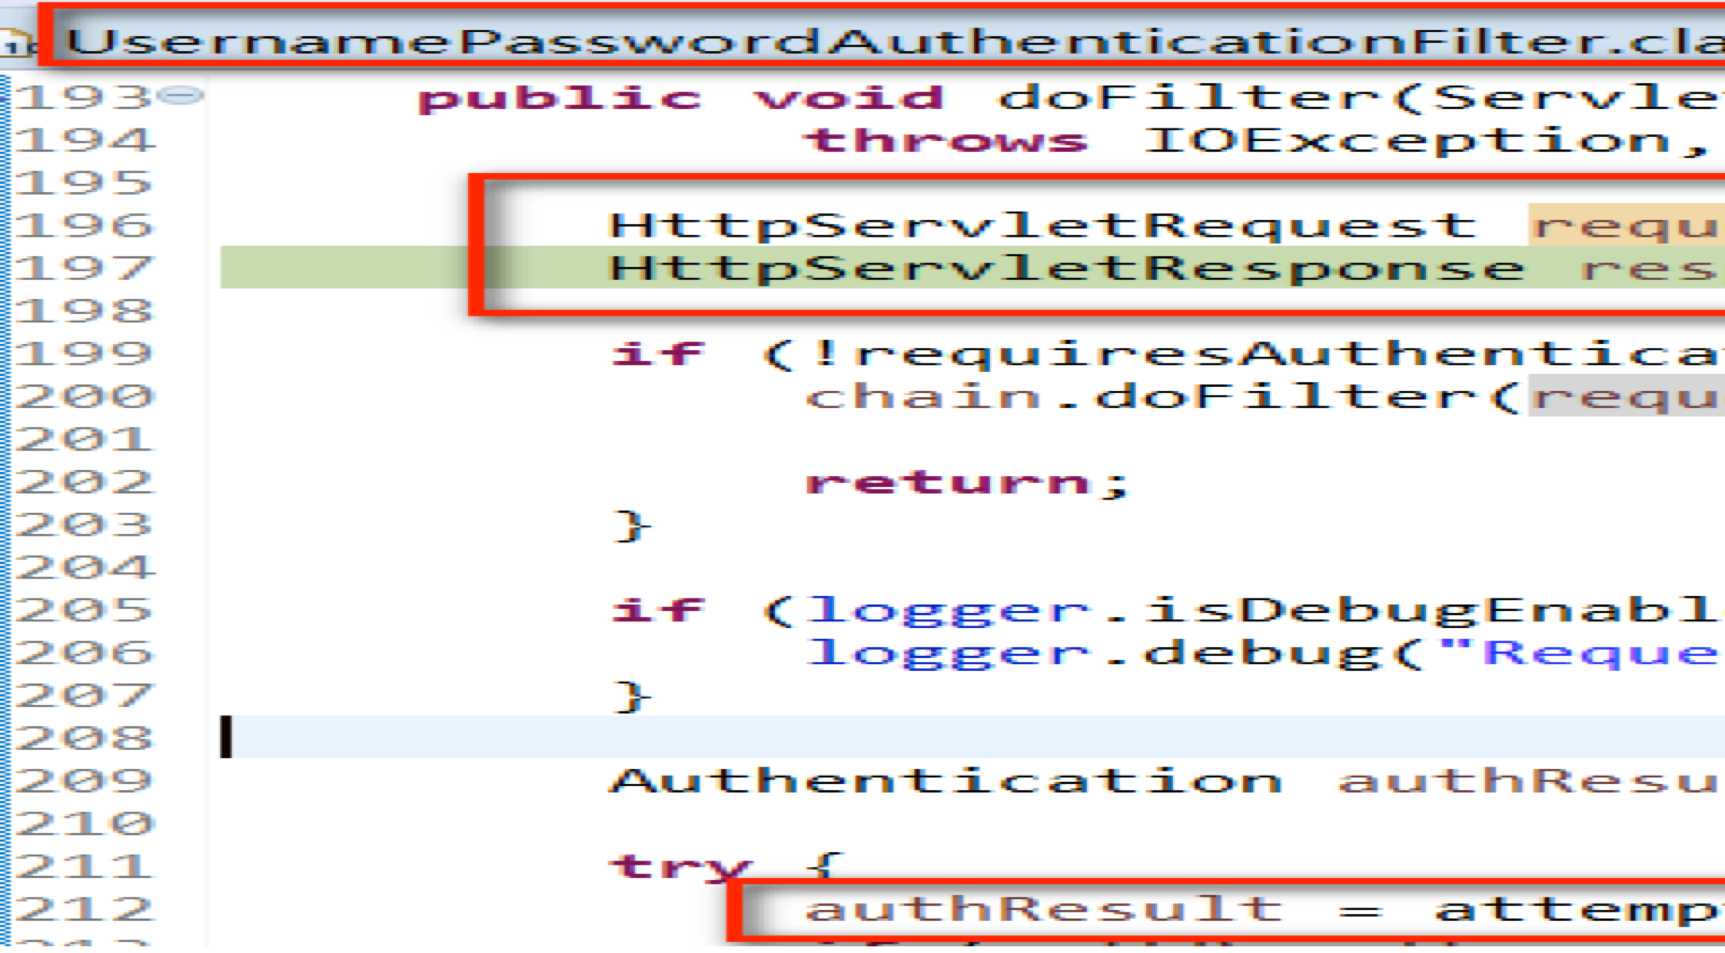 UsernamePasswordAuthenticationFilter.cla
193 public void doFilter(Servlet
194 throws IOException,
195
196 HttpServletRequest requ
197 HttpServletResponse res
198
199 if (!requiresAuthentica
200 chain.doFilter(requ
201
202 return;
203 }
204
205 if (logger.isDebugEnabl
206 logger.debug("Reque
207 }
208
209 Authentication authResu
210
211 try {
212 authResult = attemp